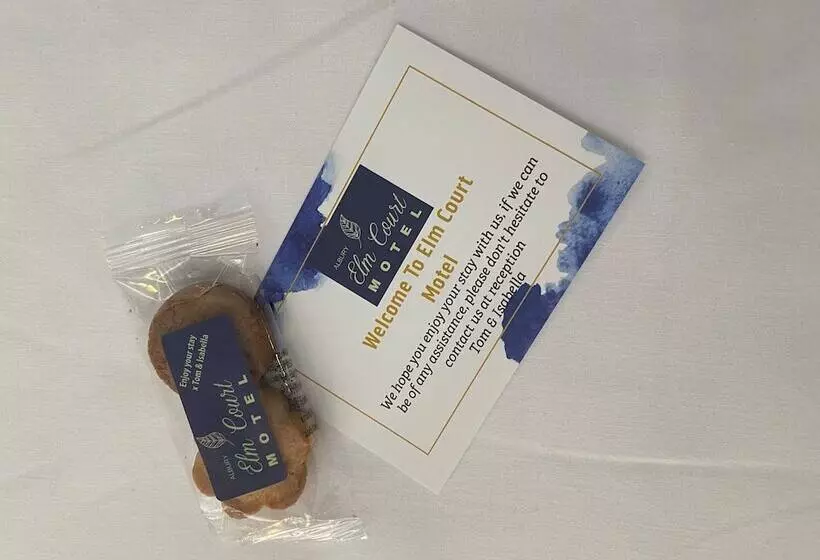 ALBURY
Elm Court
MOTEL
Welcome To Elm Court
Motel
We hope you enjoy your stay with us, if we can
be of any assistance, please don't hesitate to
contact us at reception
Tom & Isabella
Enjoy your stay
x Tom & Isabella
ALBURY
Elm Court
MOTEL